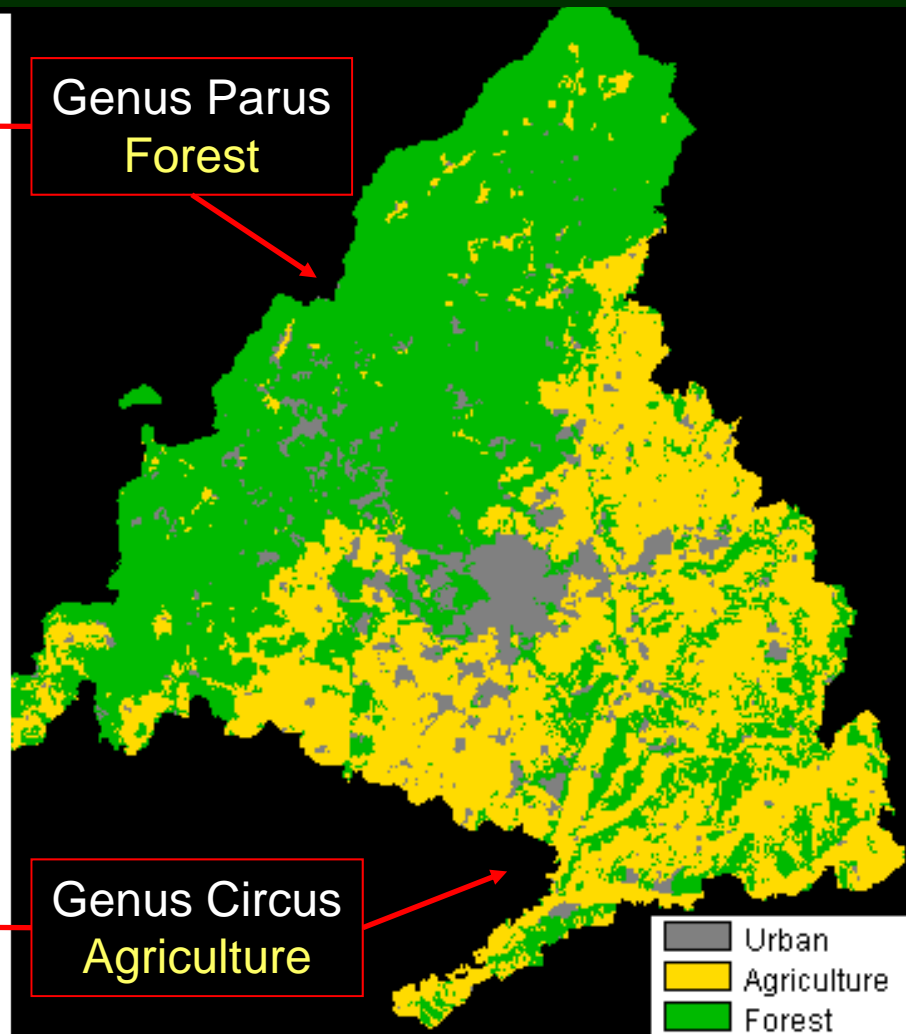 Genus Parus
Forest
Genus Circus
Agriculture
Urban
Agriculture
Forest